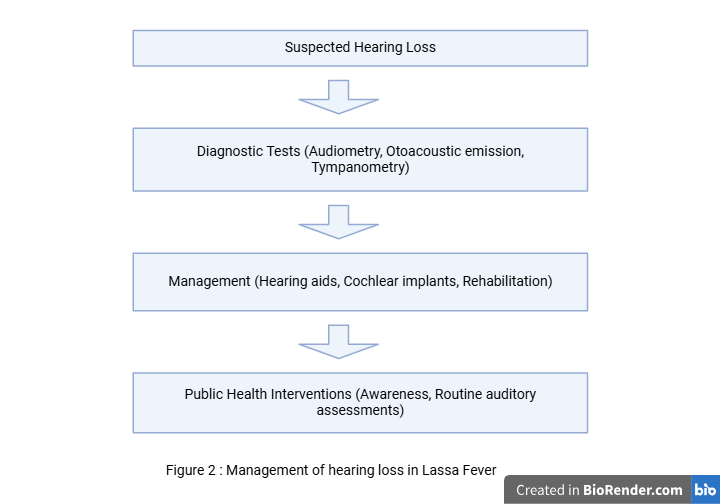 Suspected Hearing Loss
Diagnostic Tests (Audiometry, Otoacoustic emission,
Tympanometry)
Management (Hearing aids, Cochlear implants, Rehabilitation)
Public Health Interventions (Awareness, Routine auditory
assessments)
Figure 2 : Management of hearing loss in Lassa Fever
Created in BioRender.com bio